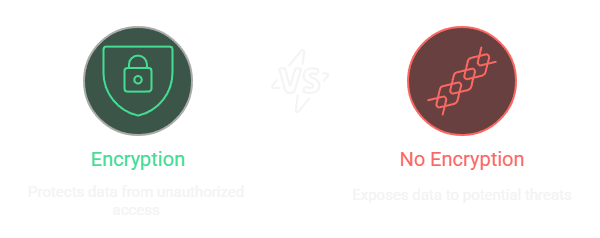 VS
Encryption
No Encryption
Protects data from unauthorized
access
Exposes data to potential threats